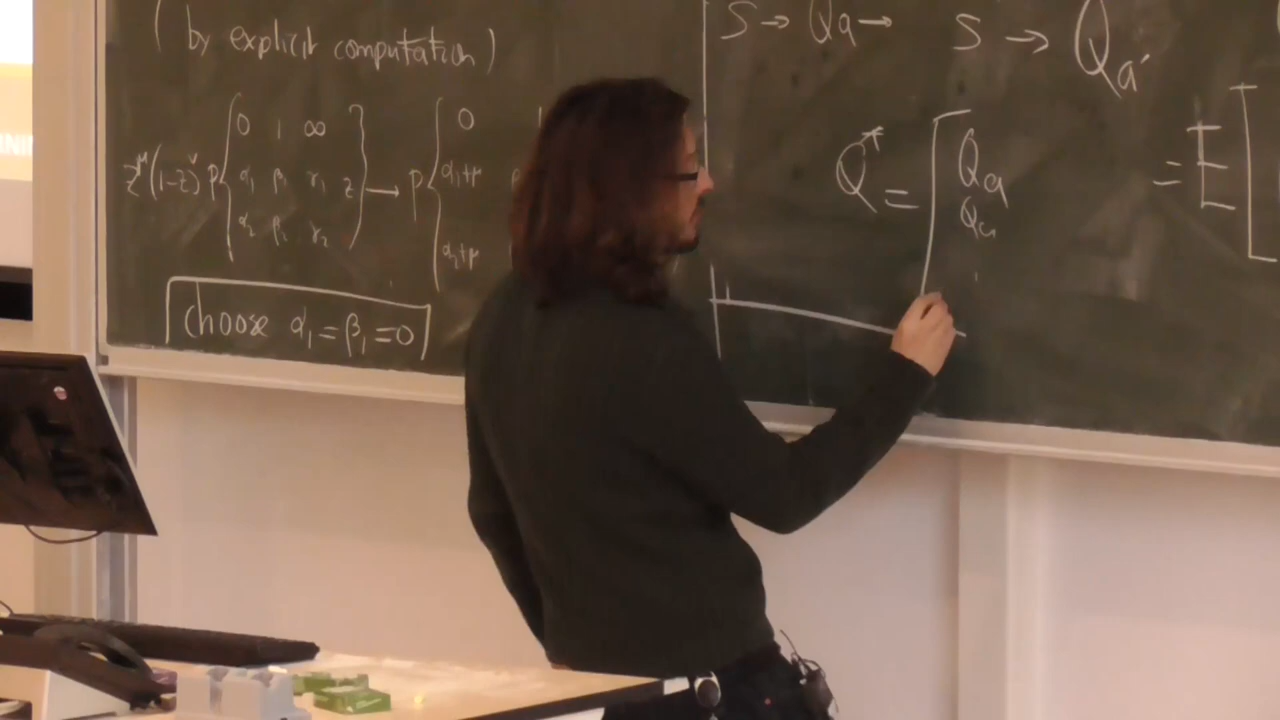 (by explicit computation)
z^μ(1-z)^ν P{ 0 1 ∞
α₁ β₁ γ₁ z } → P{ 0
α₁+μ
α₂ β₂ γ₂
α₂+μ
choose α₁=β₁=0
S → Qa → S → Qa'
Q* = [ Qa
Qa
= E [
NI